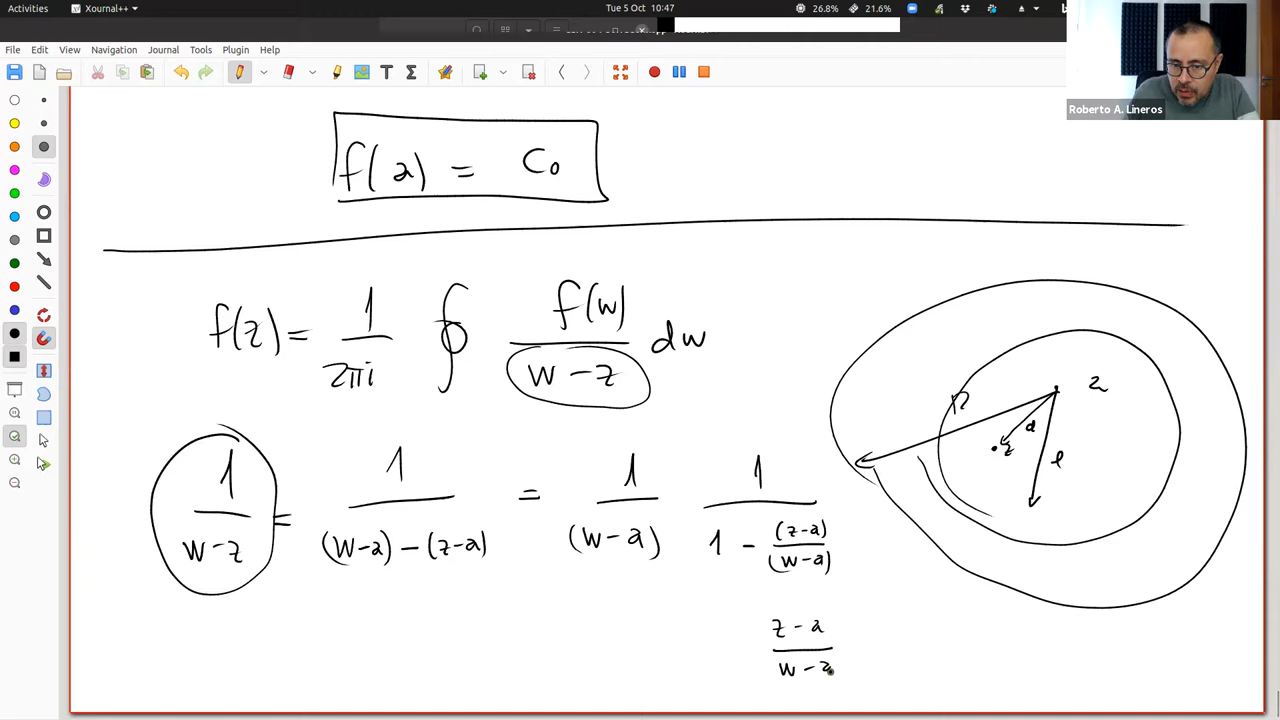 Activities Xournal++ Tue 5 Oct 10:47 26.8% 21.6%
File Edit View Navigation Journal Tools Plugin Help
Roberto A. Lineros
f(a) = C₀
f(z) = 1/2πi ∮ f(w)/(w-z) dw
R a
d
z
l
1/(w-z) = 1/((w-a)-(z-a)) = 1/(w-a) 1/(1 - (z-a)/(w-a))
(z-a)/(w-a)